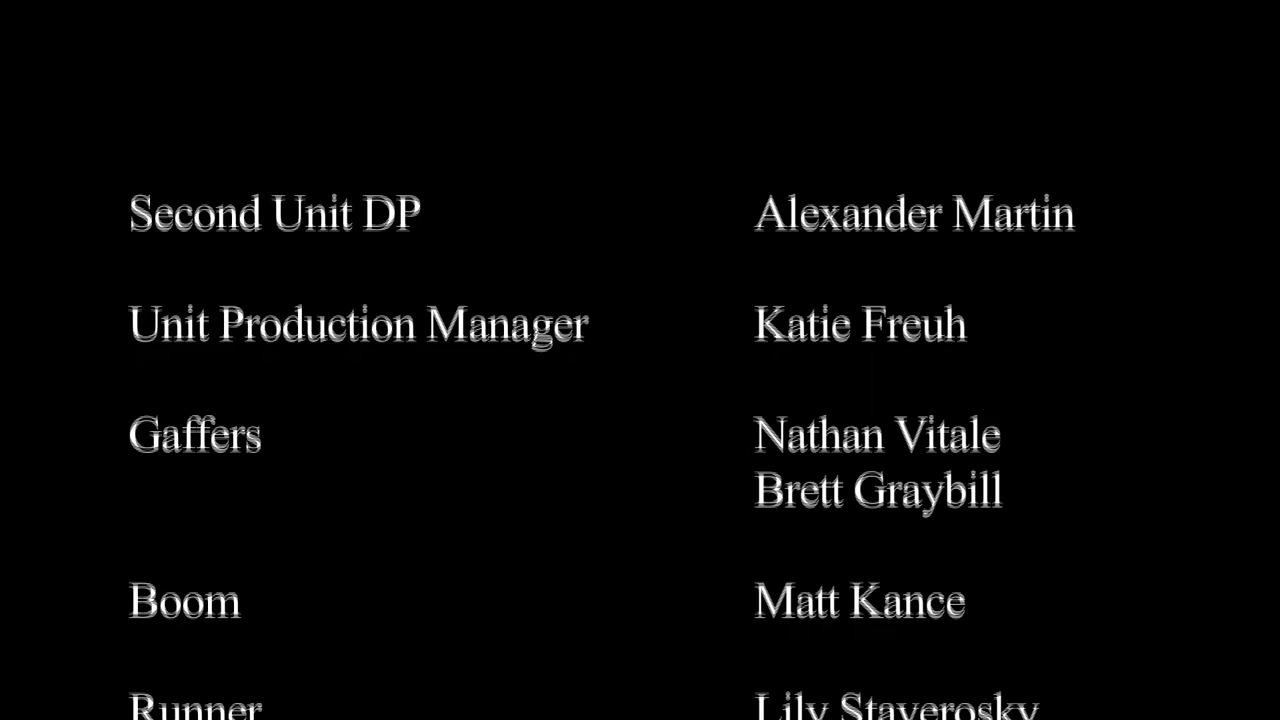 Second Unit DP Alexander Martin
Unit Production Manager Katie Freuh
Gaffers Nathan Vitale
Brett Graybill
Boom Matt Kance
Runner Lily Staverosky